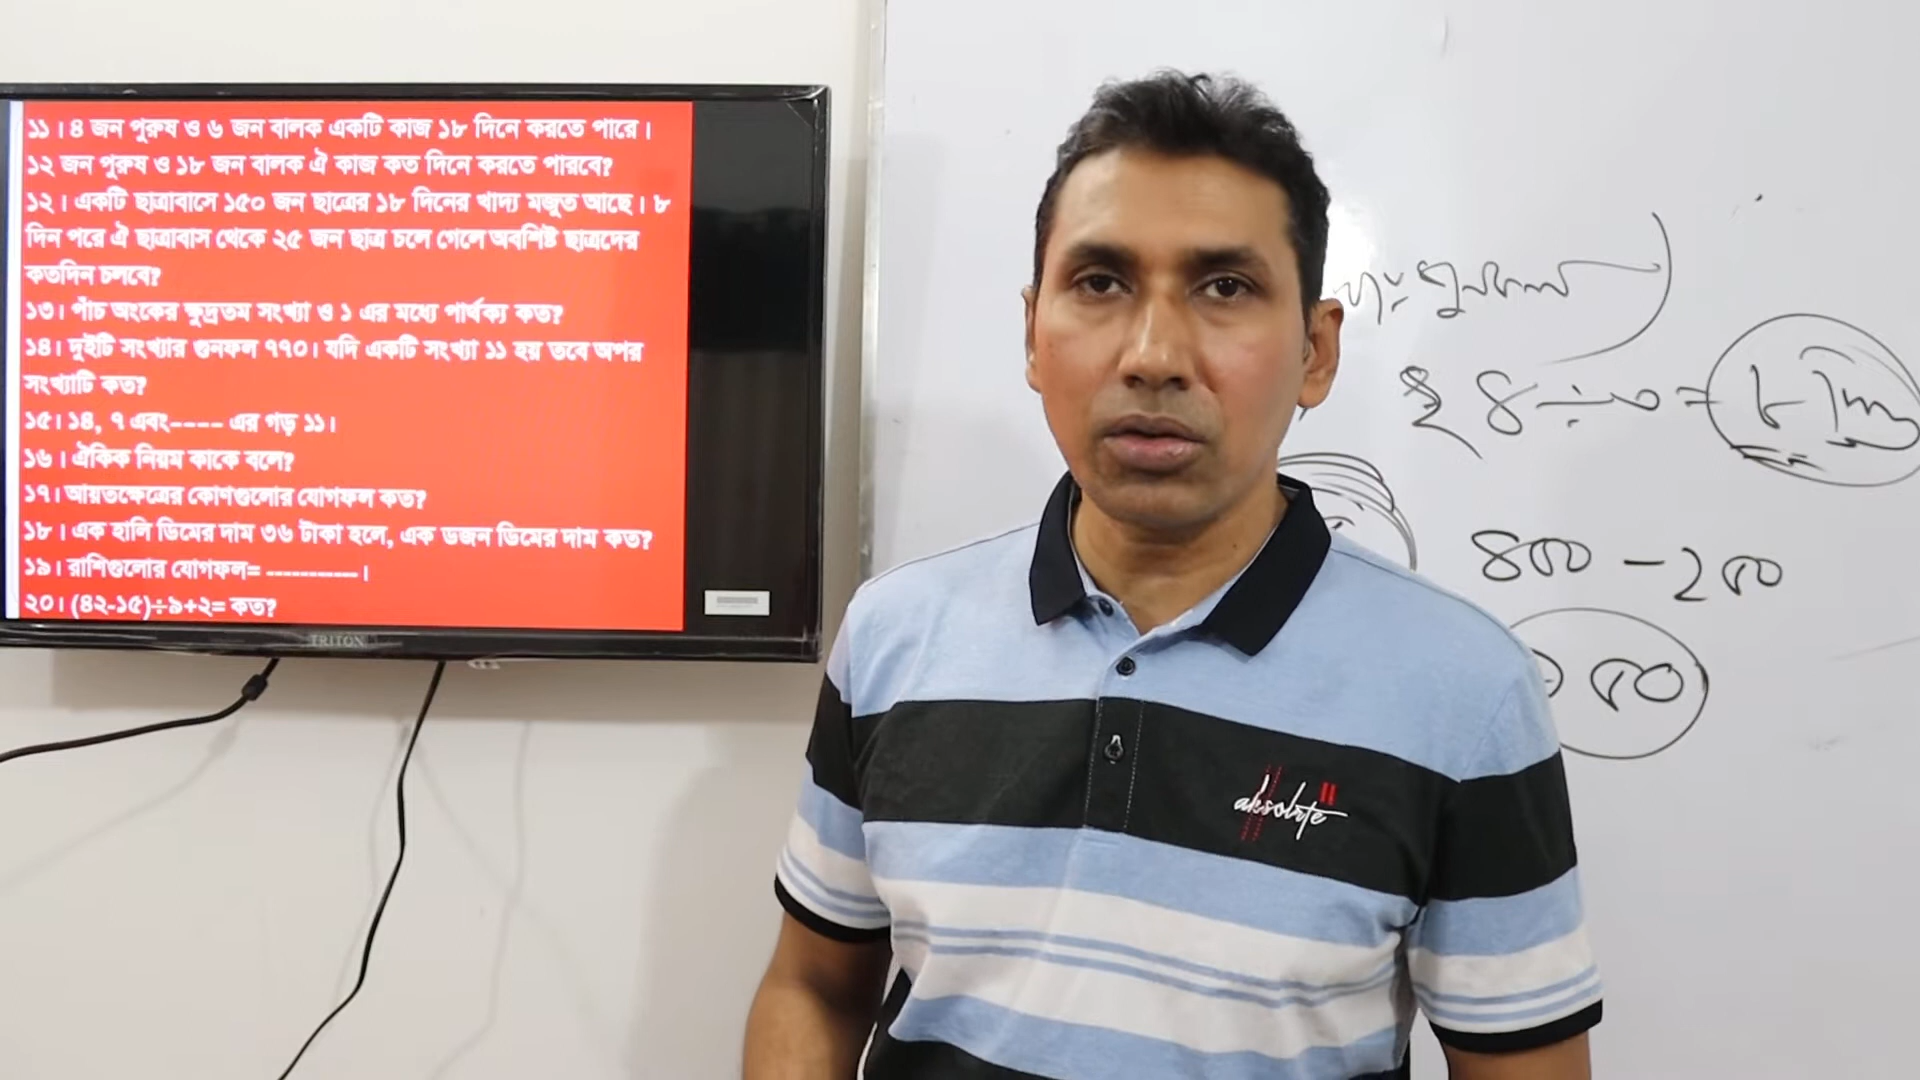 ১১। ৪ জন পুরুষ ও ৬ জন বালক একটি কাজ ১৮ দিনে করতে পারে।
১২ জন পুরুষ ও ১৮ জন বালক ঐ কাজ কত দিনে করতে পারবে?
১২। একটি ছাত্রাবাসে ১৫০ জন ছাত্রের ১৮ দিনের খাদ্য মজুত আছে। ৮
দিন পরে ঐ ছাত্রাবাস থেকে ২৫ জন ছাত্র চলে গেলে অবশিষ্ট ছাত্রদের
কতদিন চলবে?
১৩। পাঁচ অংকের ক্ষুদ্রতম সংখ্যা ও ১ এর মধ্যে পার্থক্য কত?
১৪। দুইটি সংখ্যার গুনফল ৭৭০। যদি একটি সংখ্যা ১১ হয় তবে অপর
সংখ্যাটি কত?
১৫। ১৪, ৭ এবং---- এর গড় ১১।
১৬। ঐকিক নিয়ম কাকে বলে?
১৭। আয়তক্ষেত্রের কোণগুলোর যোগফল কত?
১৮। এক হালি ডিমের দাম ৩৬ টাকা হলে, এক ডজন ডিমের দাম কত?
১৯। রাশিগুলোর যোগফল= -----------।
২০। (৪২-১৫)÷৯+২= কত?
TRITON
absolute
৪০০ - ২৫০